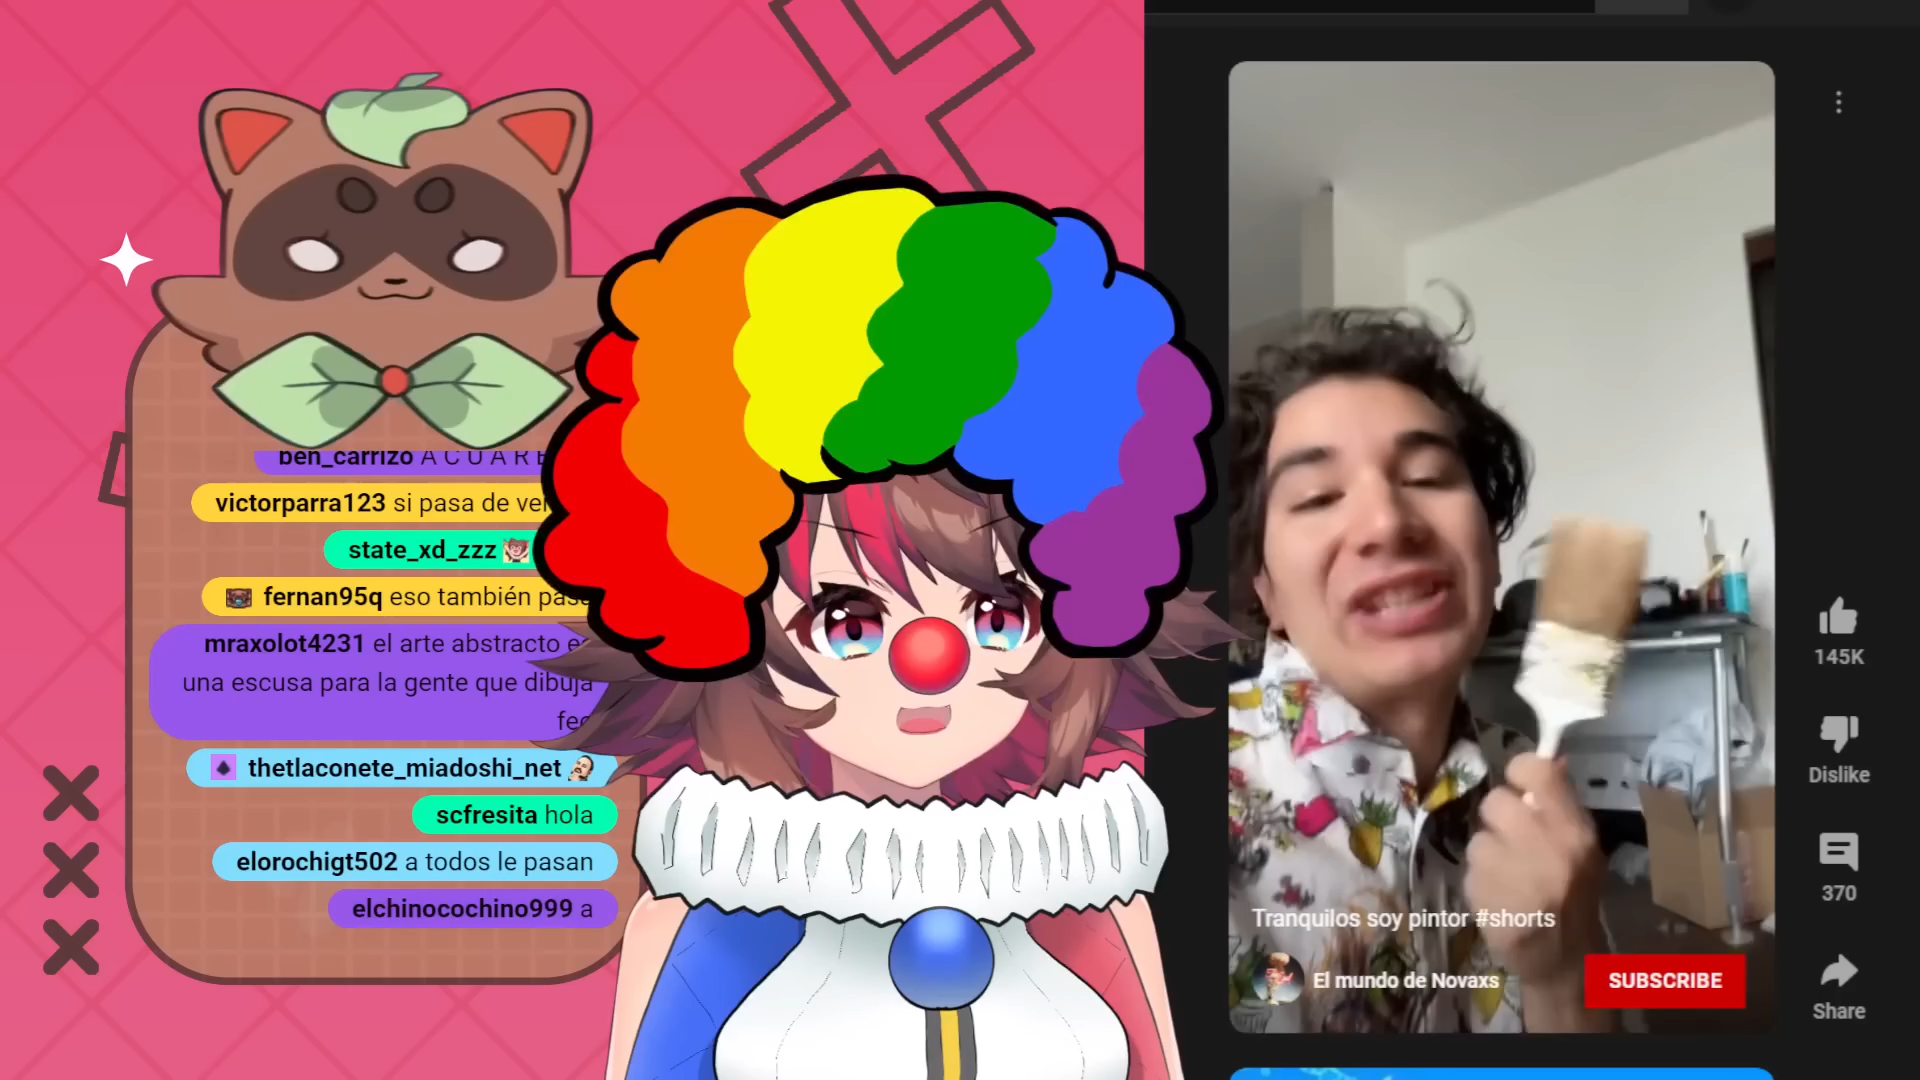 ben_carrizo A C U A R E
victorparra123 si pasa de
state_xd_zzz
fernan95q eso también
mraxolot4231 el arte abstracto
una escusa para la gente que dibuja
thetlaconete_miadoshi_net
scfresita hola
elorochigt502 a todos le pasan
elchinocochino999 a
145K
Dislike
370
Share
Tranquilos soy pintor #shorts
El mundo de Novaxs
SUBSCRIBE